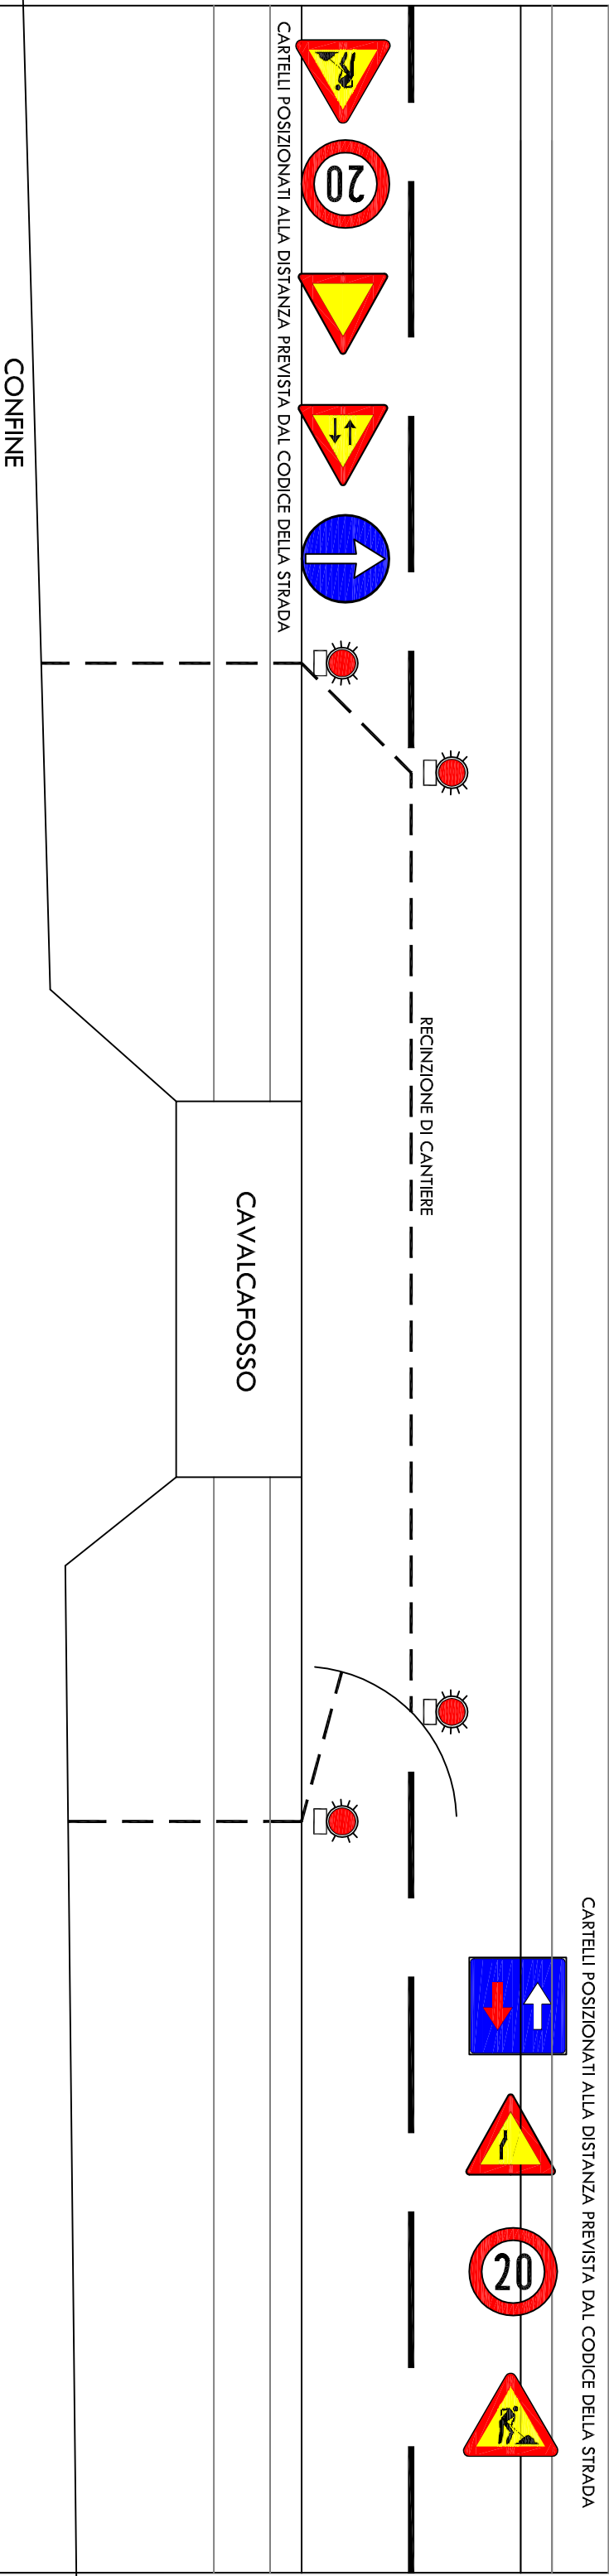 CARTELLI POSIZIONATI ALLA DISTANZA PREVISTA DAL CODICE DELLA STRADA
20
CONFINE
RECINZIONE DI CANTIERE
CAVALCAFOSSO
CARTELLI POSIZIONATI ALLA DISTANZA PREVISTA DAL CODICE DELLA STRADA
20